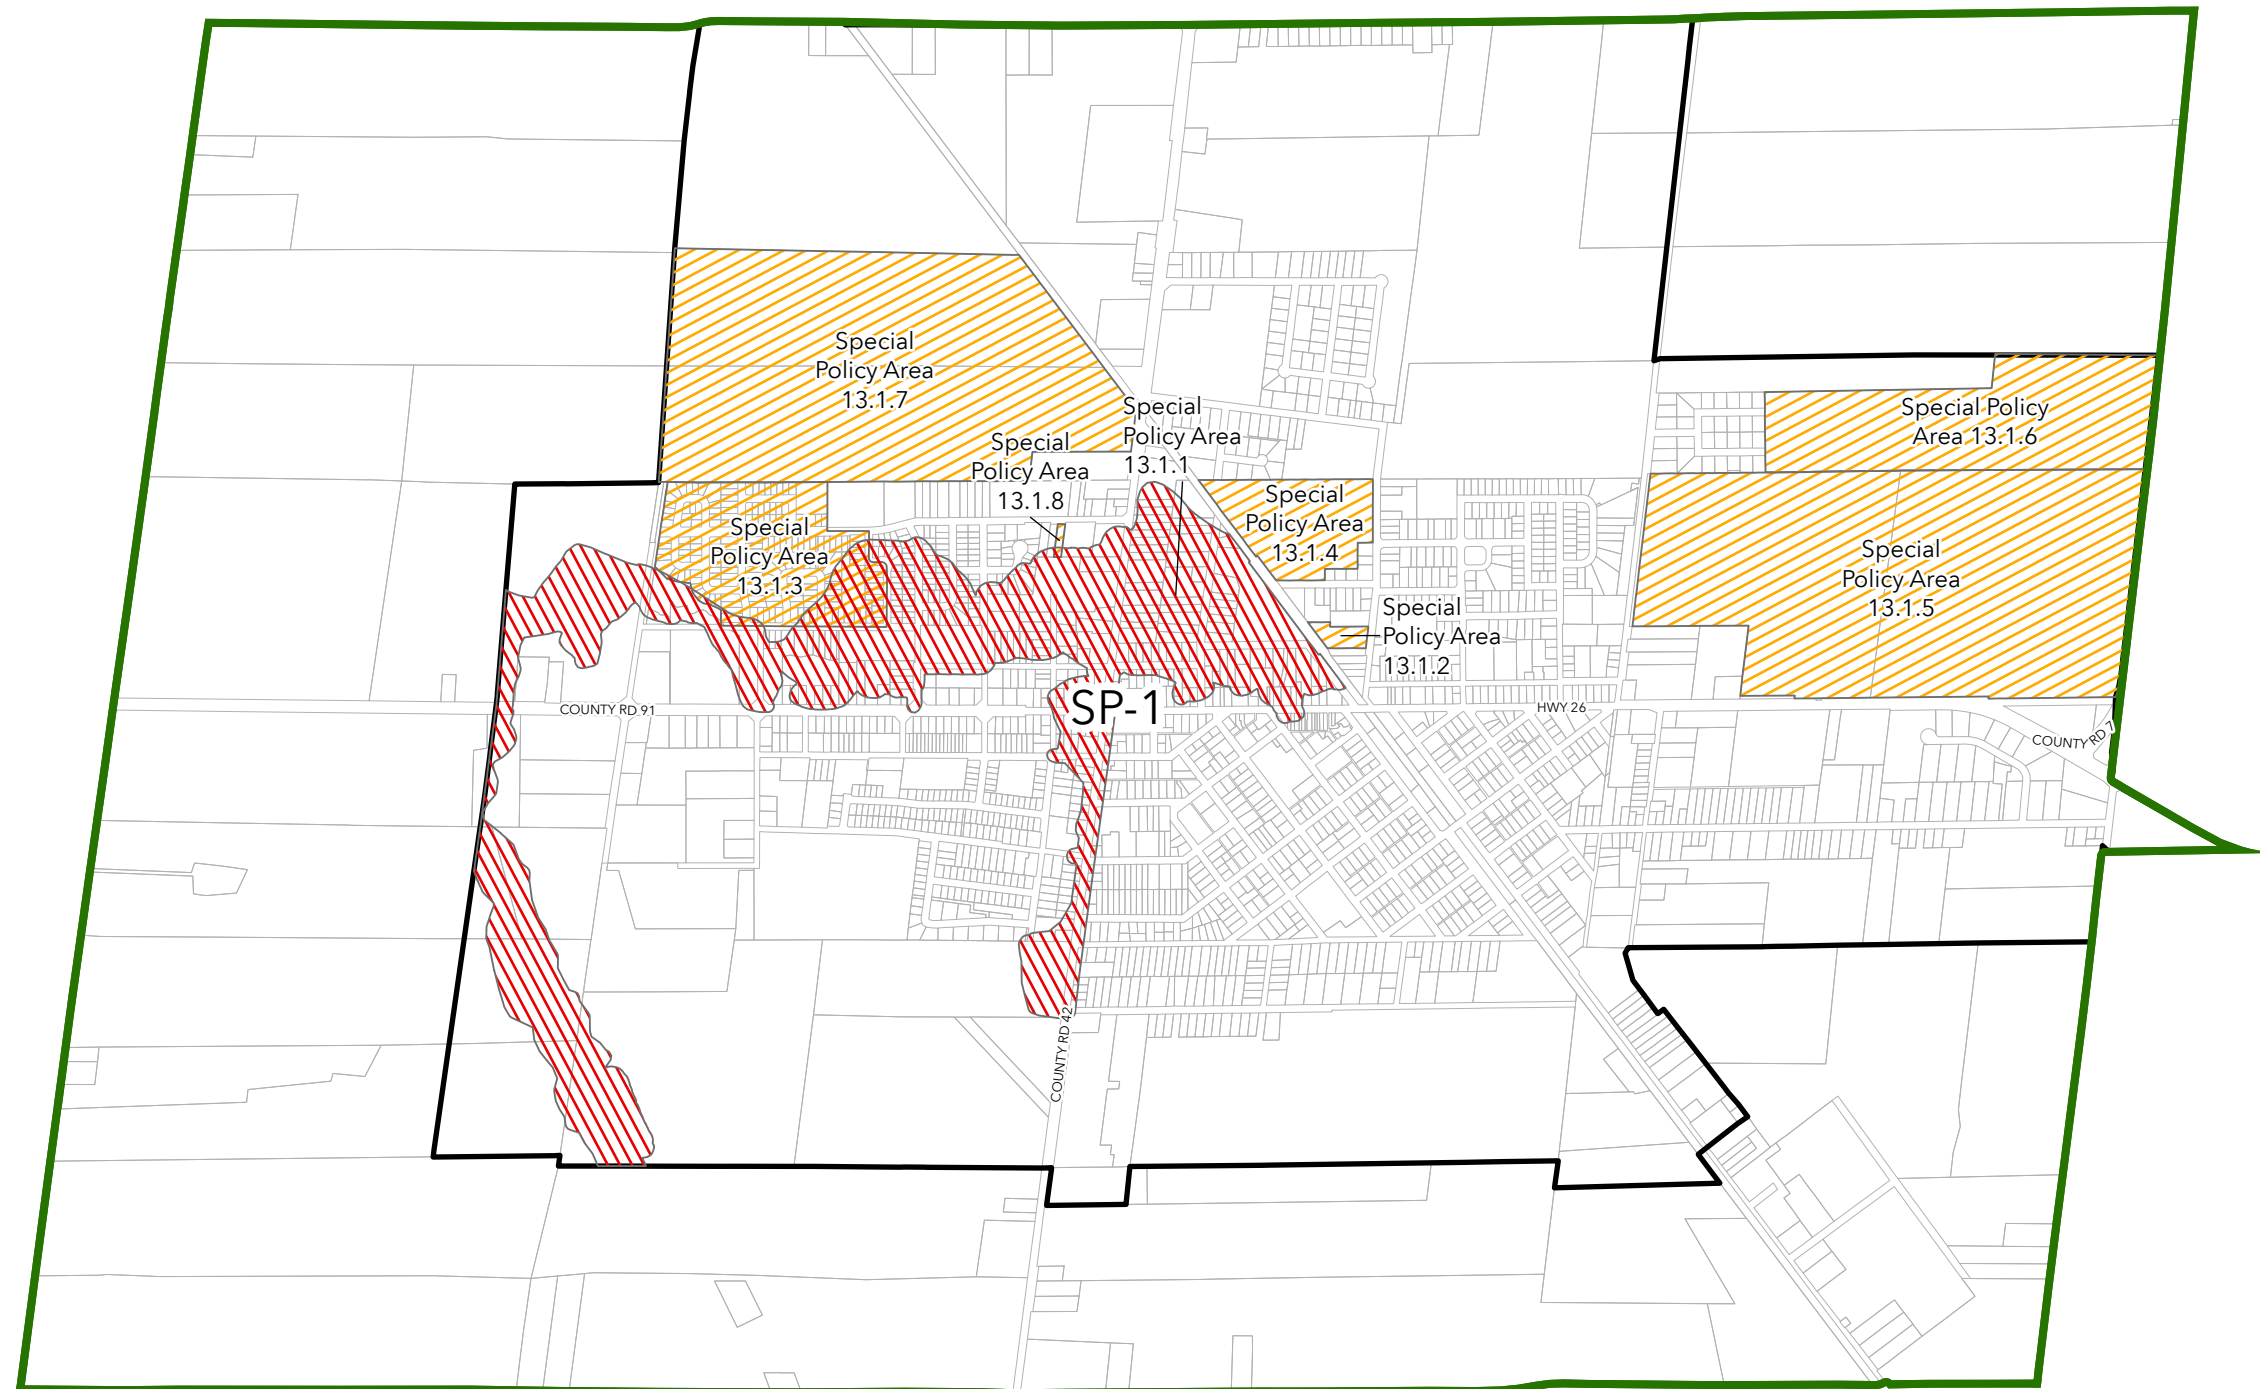 Special
Policy Area
13.1.7
Special
Policy Area
13.1.1
Special
Policy Area
13.1.8
Special Policy
Area 13.1.6
Special
Policy Area
13.1.3
Special
Policy Area
13.1.4
Special
Policy Area
13.1.5
Special
Policy Area
13.1.2
SP-1
COUNTY RD 91
HWY 26
COUNTY RD 7
COUNTY RD 42